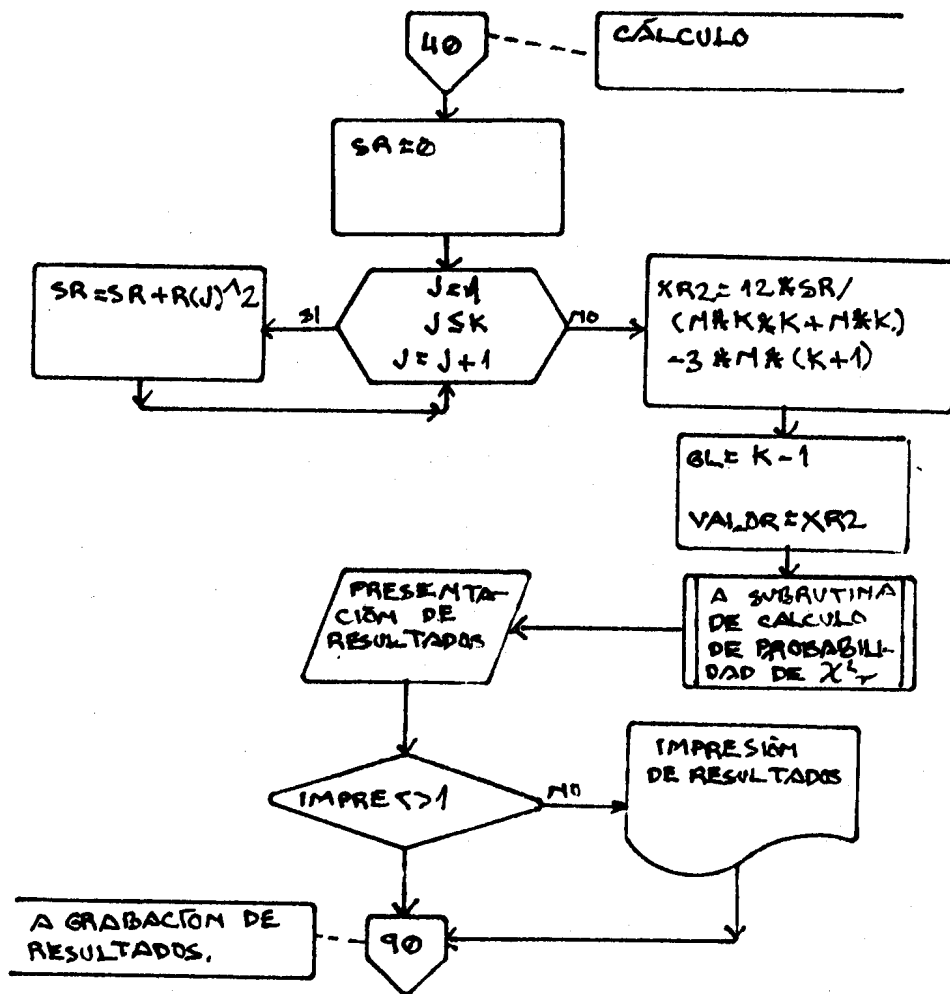 40
CÁLCULO
SR=0
J=1
J≤K
J=J+1
SI
NO
SR=SR+R(J)^2
XR2=12*SR/
(M*K*K+M*K)
-3*M*(K+1)
GL=K-1
VALOR=XR2
A SUBRUTINA
DE CALCULO
DE PROBABILI-
DAD DE χ²r
PRESENTA-
CIÓN DE
RESULTADOS
IMPRE<>1
NO
IMPRESIÓN
DE RESULTADOS
90
A GRABACIÓN DE
RESULTADOS.